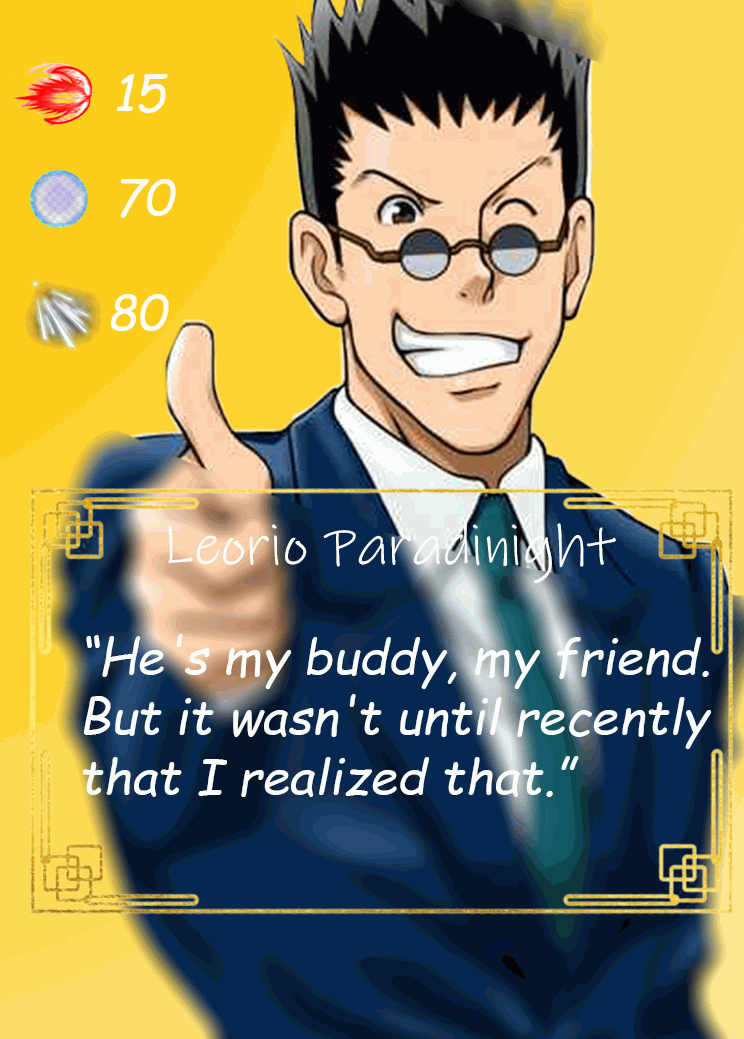 15
70
80
Leorio Paradinight
“He's my buddy, my friend.
But it wasn't until recently
that I realized that.”